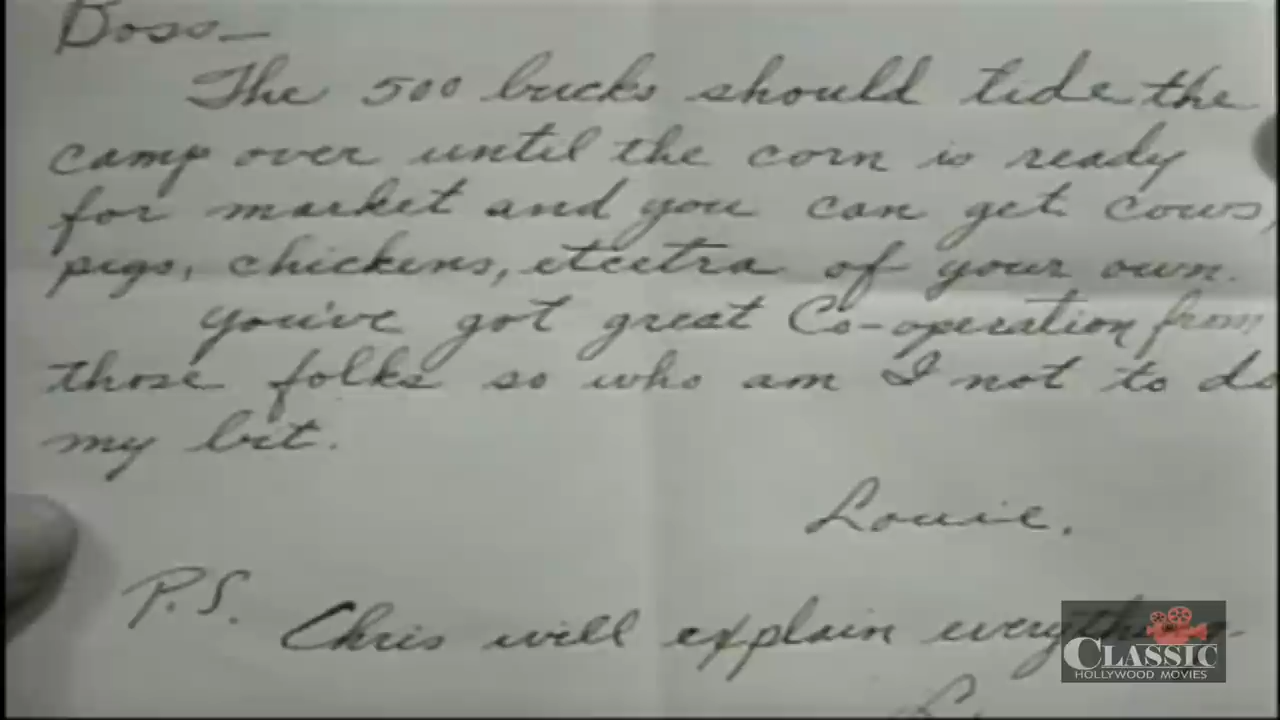 Boss—
The 500 bucks should tide the
camp over until the corn is ready
for market and you can get cows,
pigs, chickens, etcetra of your own.
You've got great Co-operation from
those folks so who am I not to do
my bit.
Louie.
P.S. Chris will explain everything
CLASSIC
HOLLYWOOD MOVIES